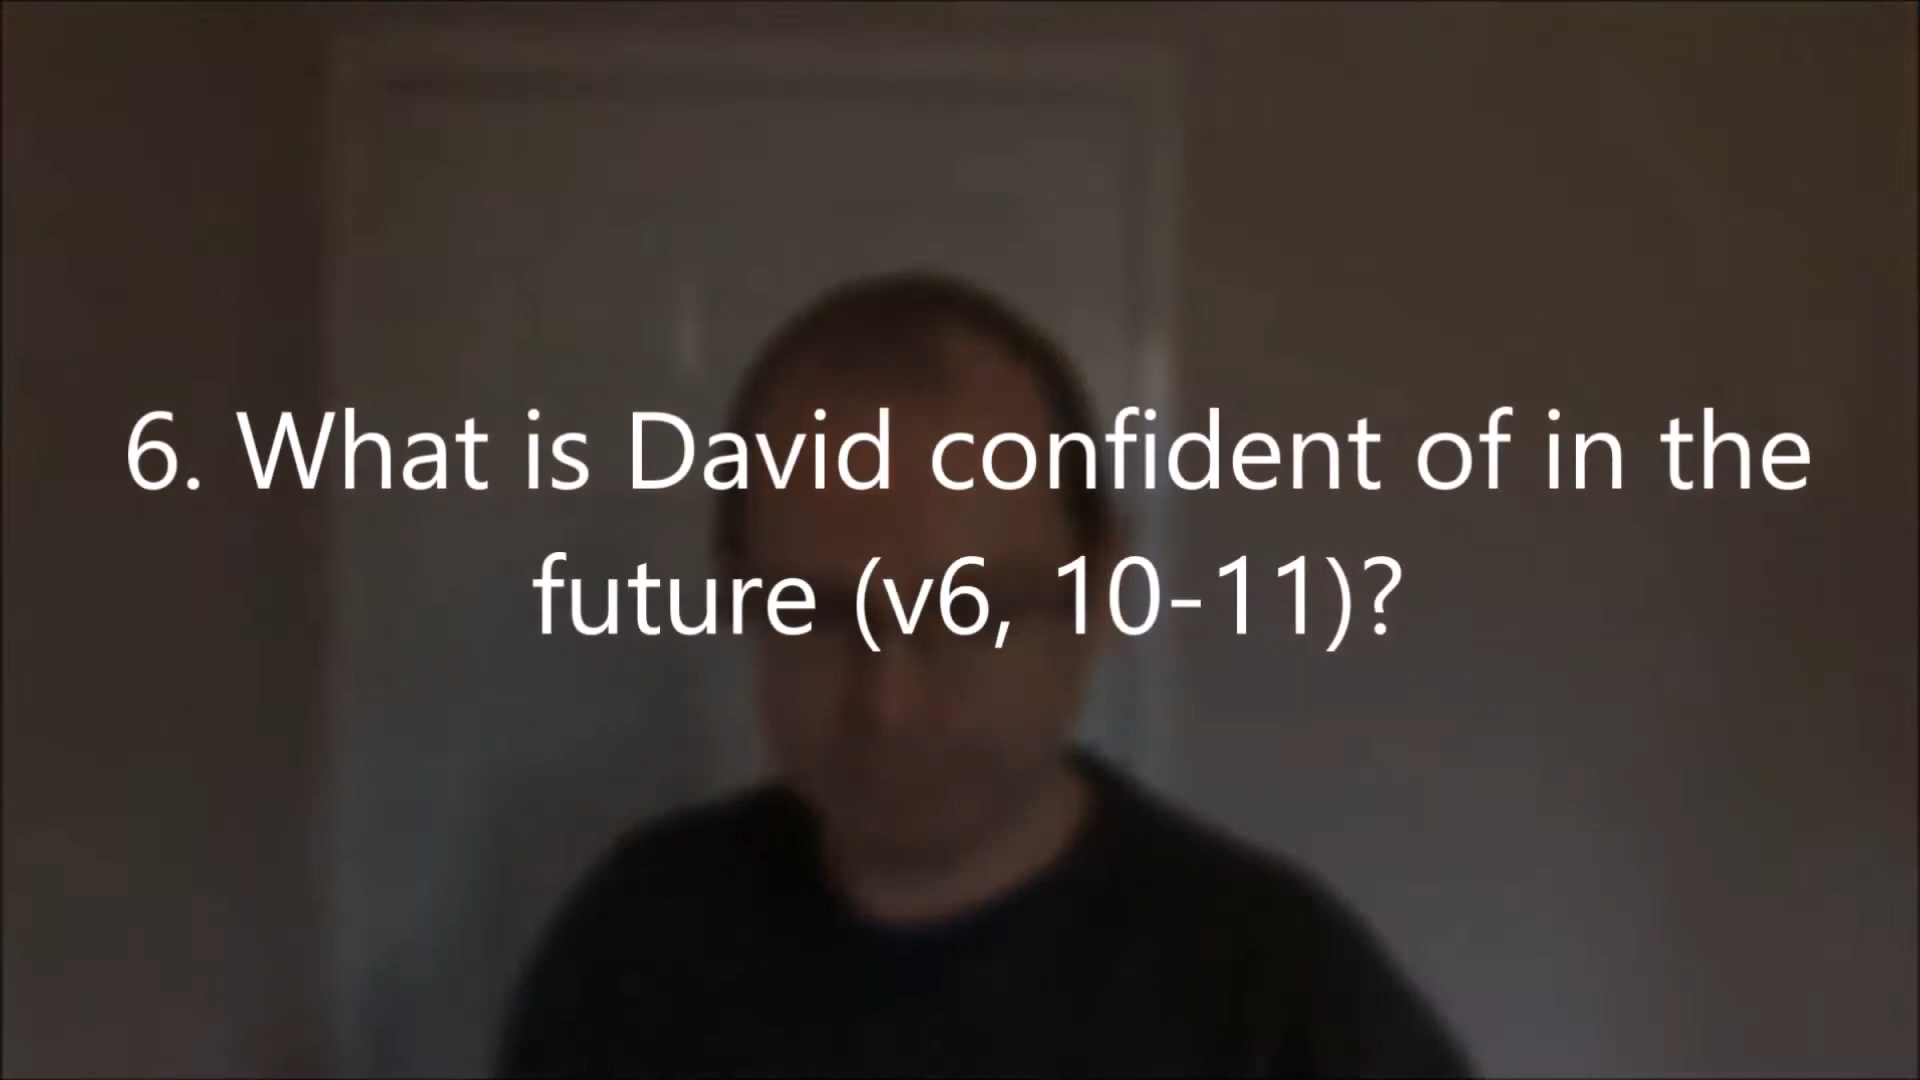 6. What is David confident of in the
future (v6, 10-11)?